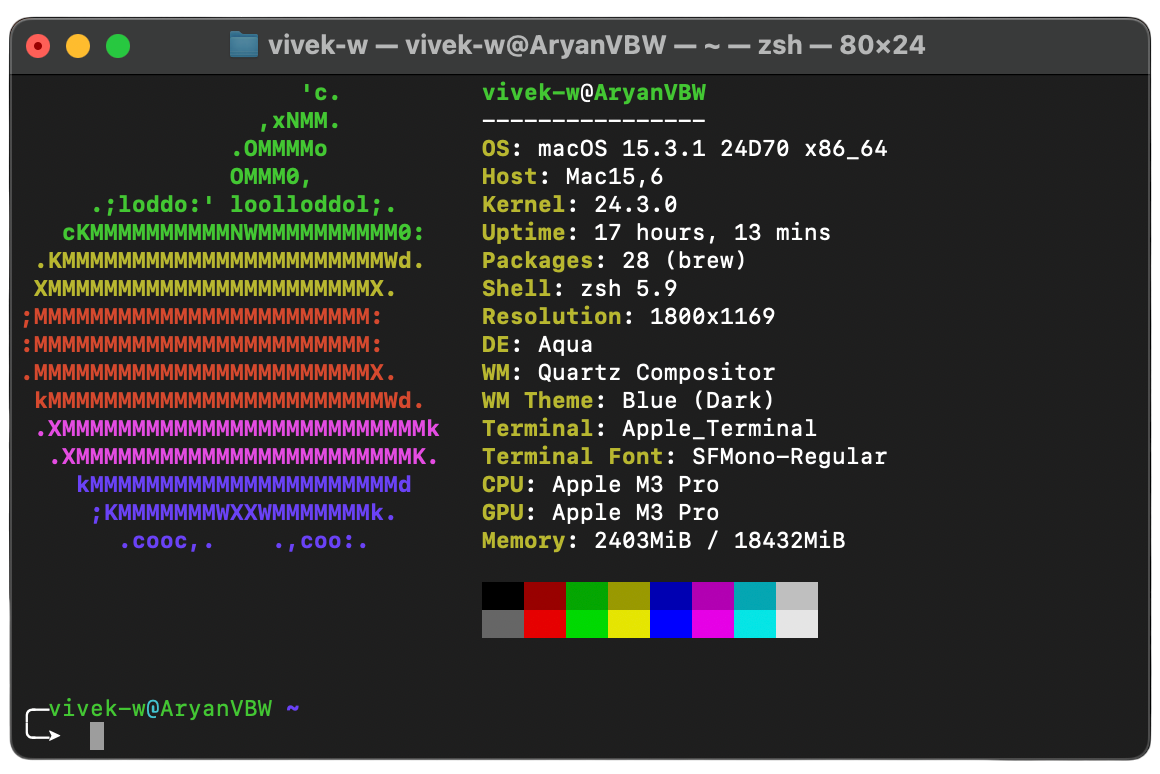 vivek-w — vivek-w@AryanVBW — ~ — zsh — 80×24
'c.
,xNMM.
.OMMMMo
OMMM0,
.;loddo:' loolloddol;.
cKMMMMMMMMMMNWMMMMMMMMMM0:
.KMMMMMMMMMMMMMMMMMMMMMMMWd.
XMMMMMMMMMMMMMMMMMMMMMMMX.
;MMMMMMMMMMMMMMMMMMMMMMMM:
:MMMMMMMMMMMMMMMMMMMMMMMM:
.MMMMMMMMMMMMMMMMMMMMMMMMX.
kMMMMMMMMMMMMMMMMMMMMMMMMWd.
.XMMMMMMMMMMMMMMMMMMMMMMMMMMk
.XMMMMMMMMMMMMMMMMMMMMMMMMK.
kMMMMMMMMMMMMMMMMMMMMMMd
;KMMMMMMMWXXWMMMMMMMk.
.cooc,.    .,coo:.
vivek-w@AryanVBW
----------------
OS: macOS 15.3.1 24D70 x86_64
Host: Mac15,6
Kernel: 24.3.0
Uptime: 17 hours, 13 mins
Packages: 28 (brew)
Shell: zsh 5.9
Resolution: 1800x1169
DE: Aqua
WM: Quartz Compositor
WM Theme: Blue (Dark)
Terminal: Apple_Terminal
Terminal Font: SFMono-Regular
CPU: Apple M3 Pro
GPU: Apple M3 Pro
Memory: 2403MiB / 18432MiB
vivek-w@AryanVBW ~